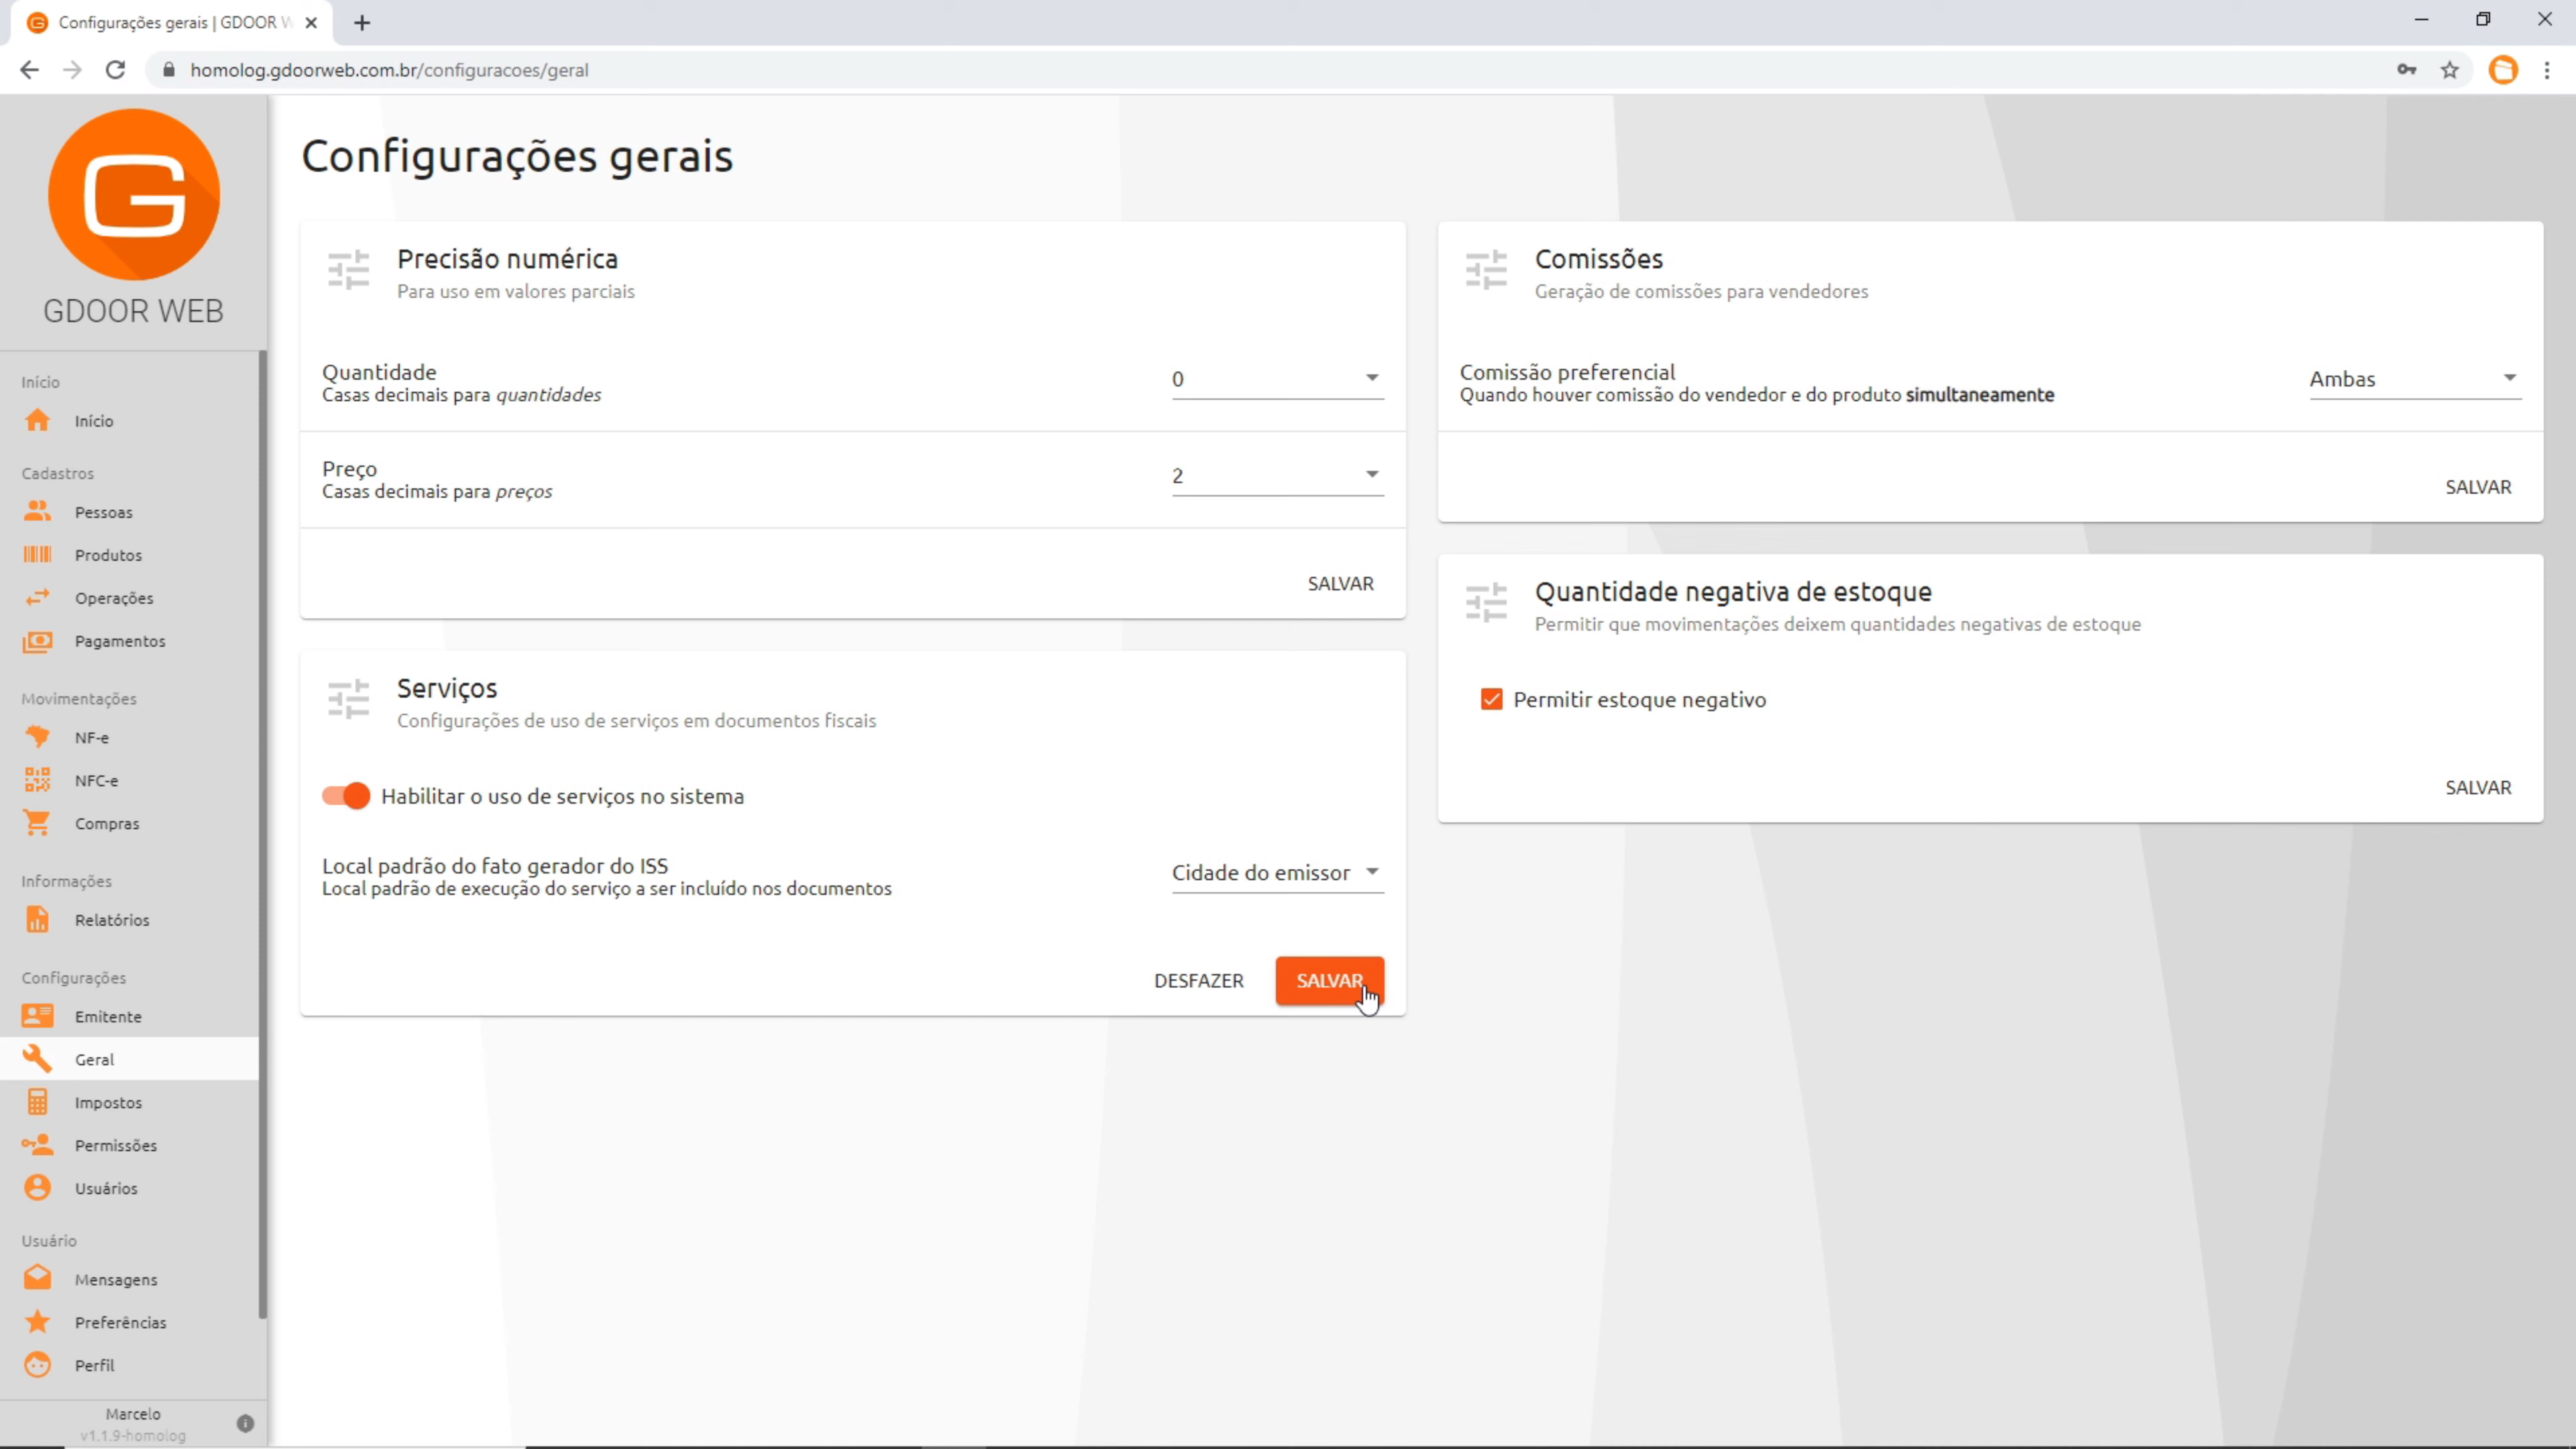 Configurações gerais | GDOOR W
homolog.gdoorweb.com.br/configuracoes/geral
G
GDOOR WEB
Início
Início
Cadastros
Pessoas
Produtos
Operações
Pagamentos
Movimentações
NF-e
NFC-e
Compras
Informações
Relatórios
Configurações
Emitente
Geral
Impostos
Permissões
Usuários
Usuário
Mensagens
Preferências
Perfil
Marcelo
v1.1.9-homolog
Configurações gerais
Precisão numérica
Para uso em valores parciais
Quantidade
Casas decimais para quantidades
0
Preço
Casas decimais para preços
2
SALVAR
Serviços
Configurações de uso de serviços em documentos fiscais
Habilitar o uso de serviços no sistema
Local padrão do fato gerador do ISS
Local padrão de execução do serviço a ser incluído nos documentos
Cidade do emissor
DESFAZER
SALVAR
Comissões
Geração de comissões para vendedores
Comissão preferencial
Quando houver comissão do vendedor e do produto simultaneamente
Ambas
SALVAR
Quantidade negativa de estoque
Permitir que movimentações deixem quantidades negativas de estoque
Permitir estoque negativo
SALVAR